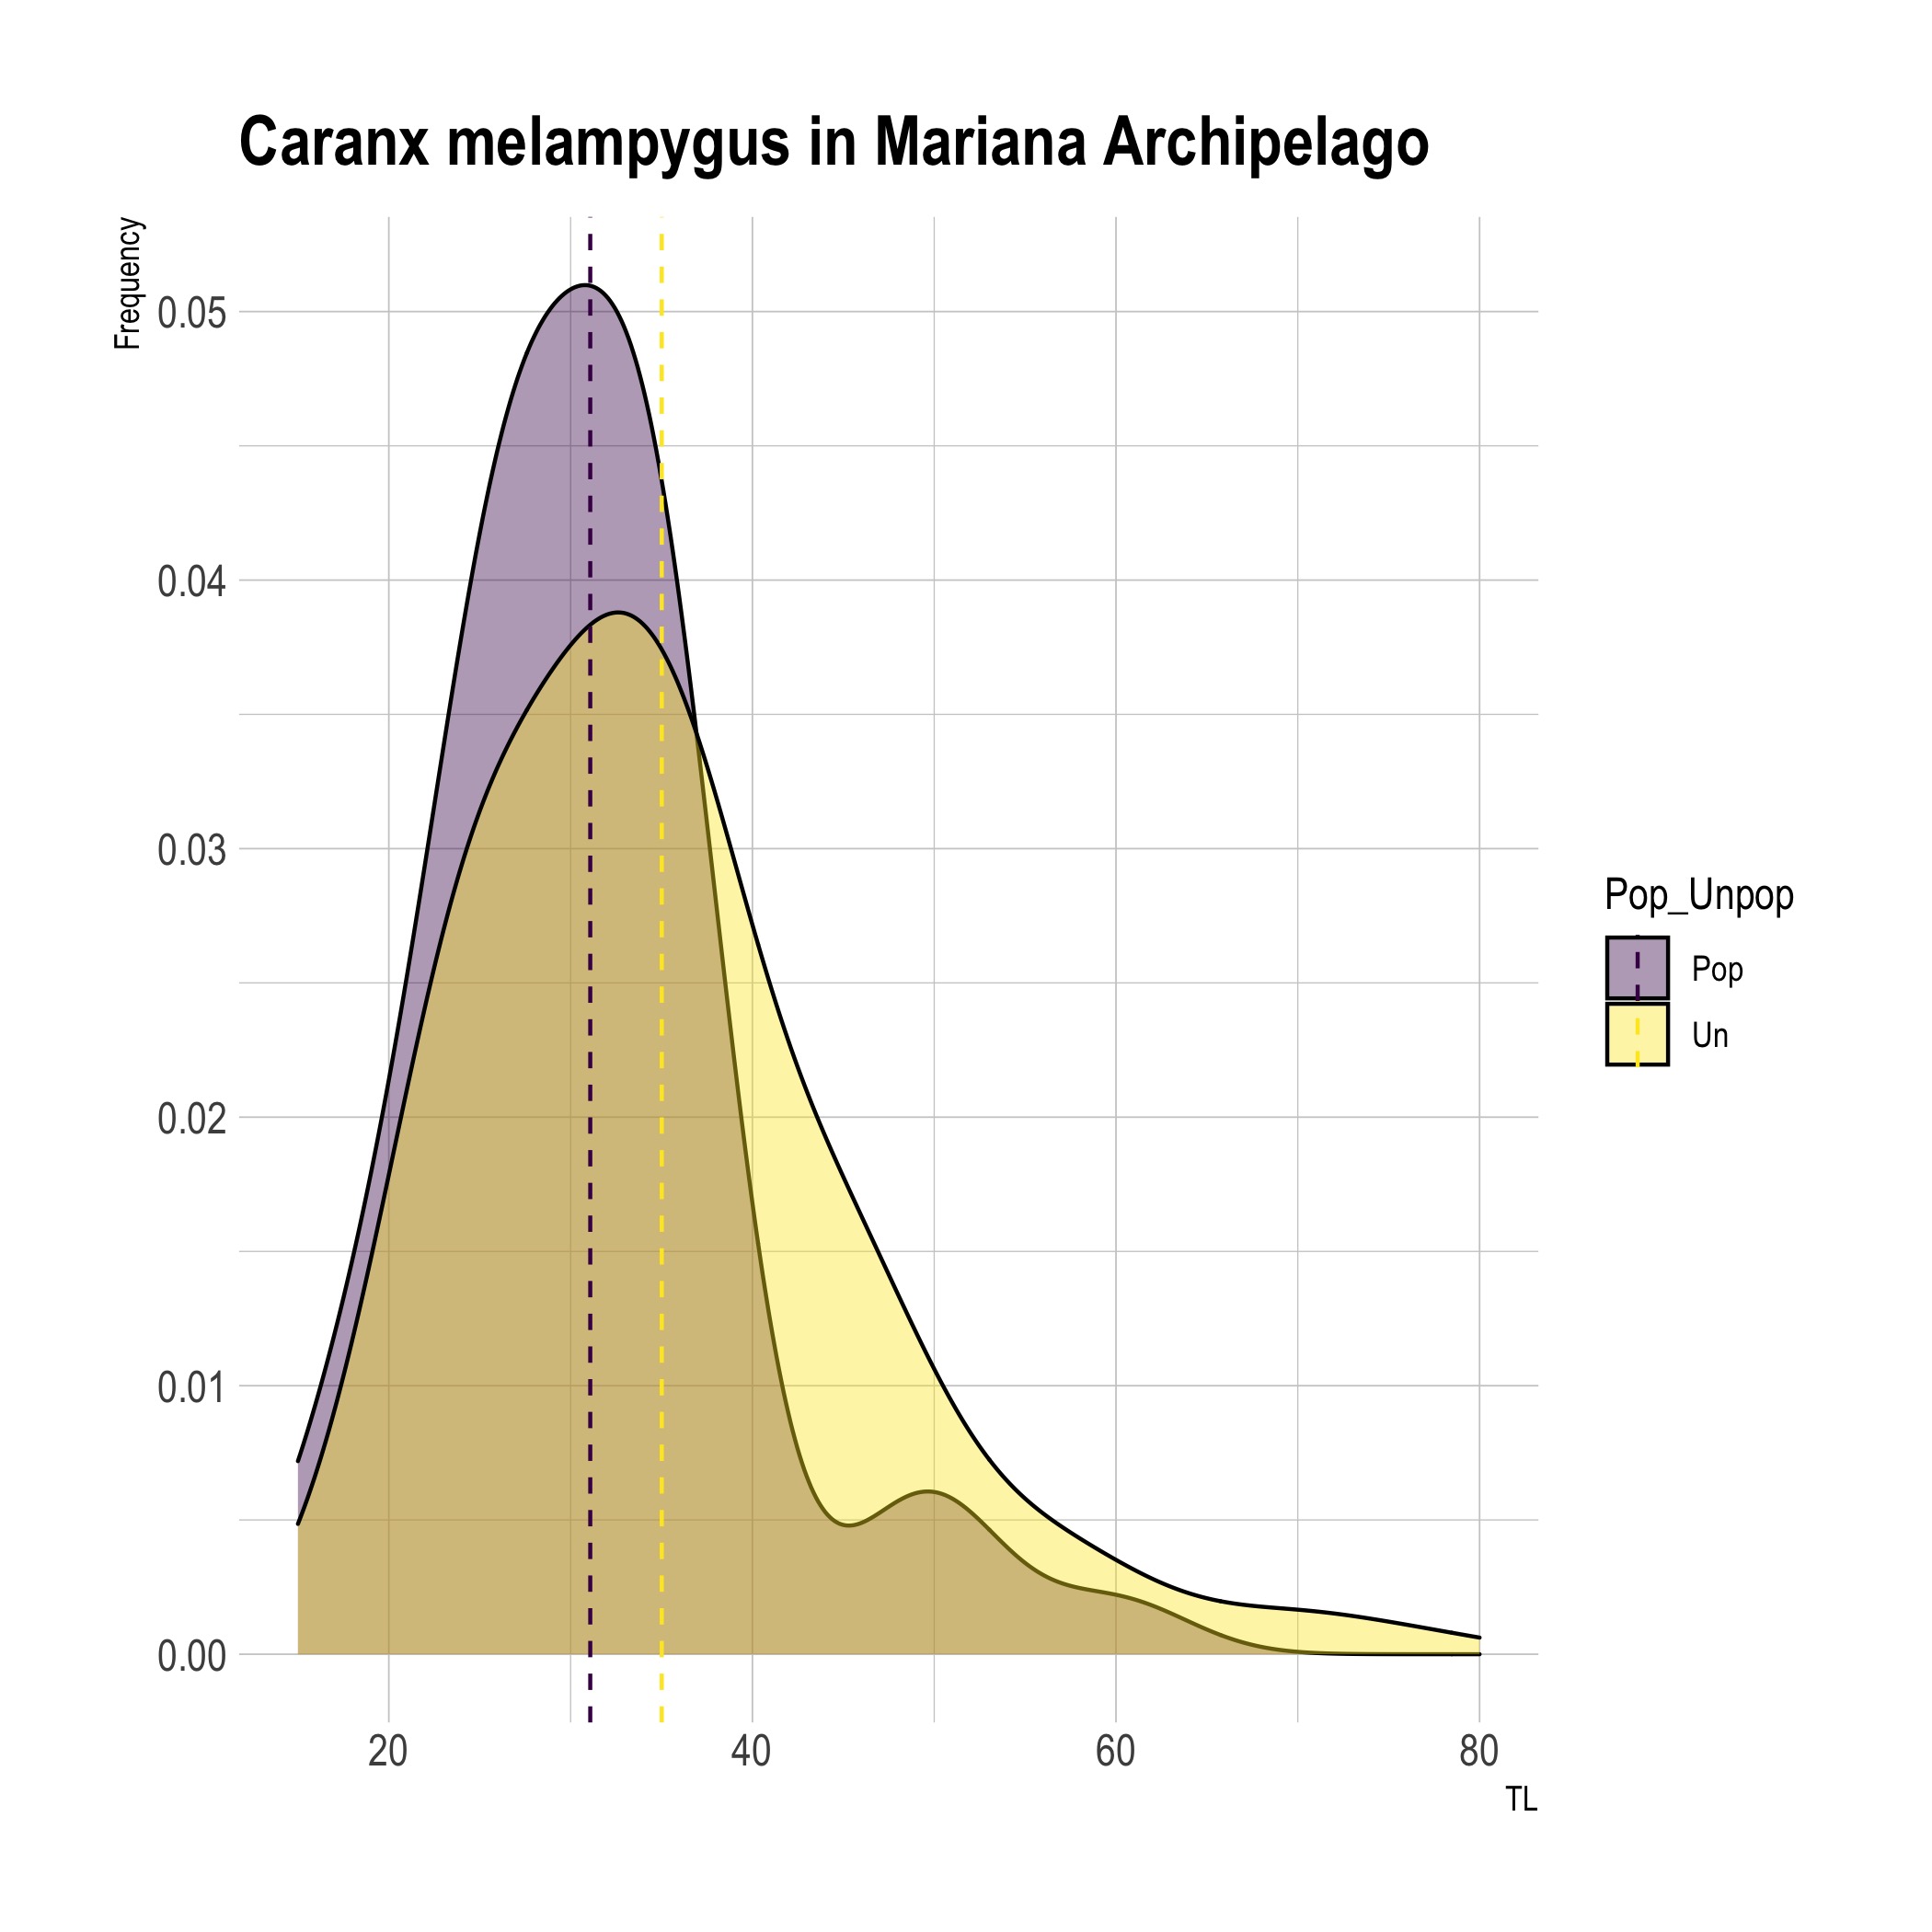 Caranx melampygus in Mariana Archipelago
Frequency
0.05
0.04
0.03
0.02
0.01
0.00
20 40 60 80
TL
Pop_Unpop
Pop
Un